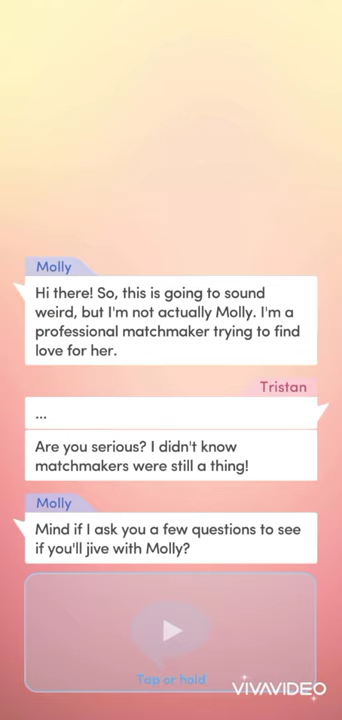 Molly
Hi there! So, this is going to sound
weird, but I'm not actually Molly. I'm a
professional matchmaker trying to find
love for her.
Tristan
...
Are you serious? I didn't know
matchmakers were still a thing!
Molly
Mind if I ask you a few questions to see
if you'll jive with Molly?
Tap or hold
VIVAVIDEO